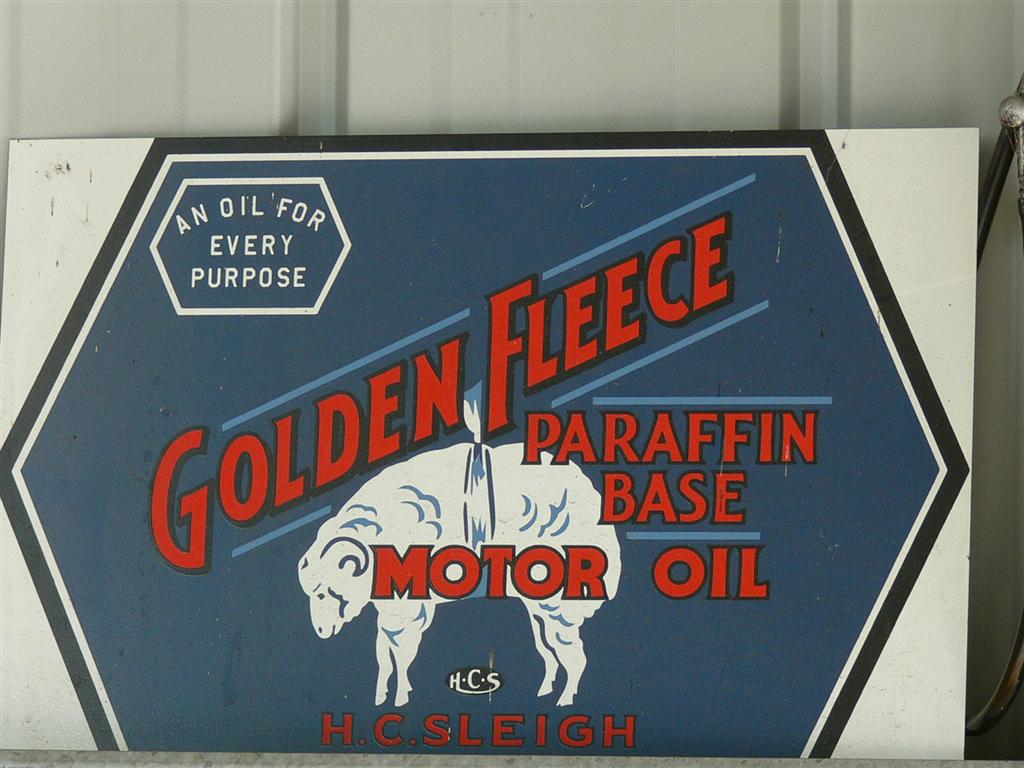 AN OIL FOR
EVERY
PURPOSE
GOLDEN FLEECE
PARAFFIN
BASE
MOTOR OIL
H·C·S
H.C.SLEIGH